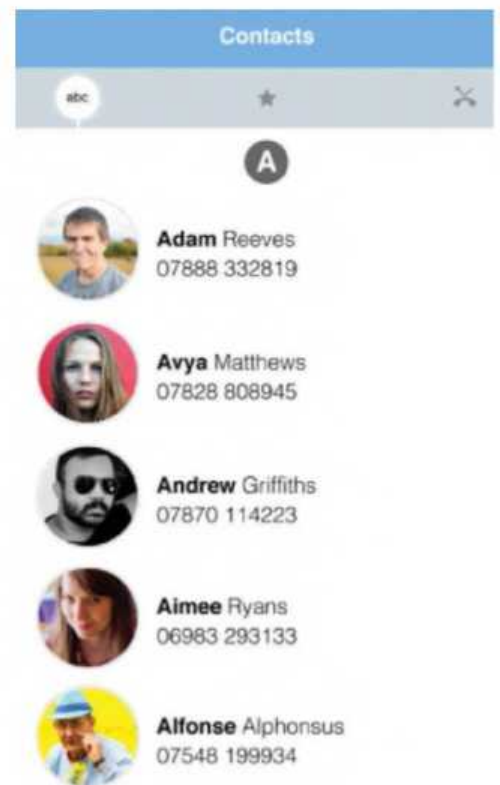 Contacts
abc
A
Adam Reeves
07888 332819
Avya Matthews
07828 808945
Andrew Griffiths
07870 114223
Aimee Ryans
06983 293133
Alfonse Alphonsus
07548 199934